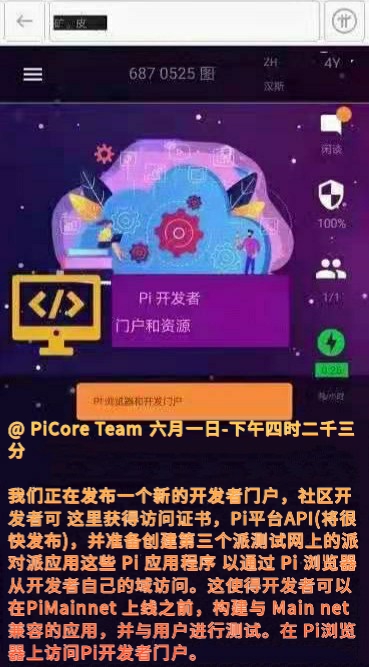 687 0525 图
ZH
汉斯
4Y
闲谈
100%
1/1
Pi 开发者
门户和资源
0.25
Pi 浏览器和开发门户
@ PiCore Team 六月一日-下午四时二千三
分
我们正在发布一个新的开发者门户，社区开
发者可 这里获得访问证书，Pi平台API(将很
快发布)，并准备创建第三个派测试网上的派
对派应用这些 Pi 应用程序 以通过 Pi 浏览器
从开发者自己的域访问。这使得开发者可以
在PiMainnet 上线之前，构建与 Main net
兼容的应用，并与用户进行测试。在 Pi浏览
器上访问Pi开发者门户。